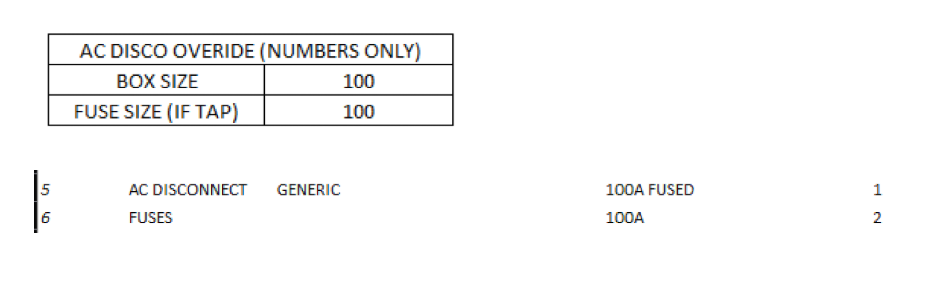 AC DISCO OVERIDE (NUMBERS ONLY)
BOX SIZE 100
FUSE SIZE (IF TAP) 100
5 AC DISCONNECT GENERIC 100A FUSED 1
6 FUSES 100A 2